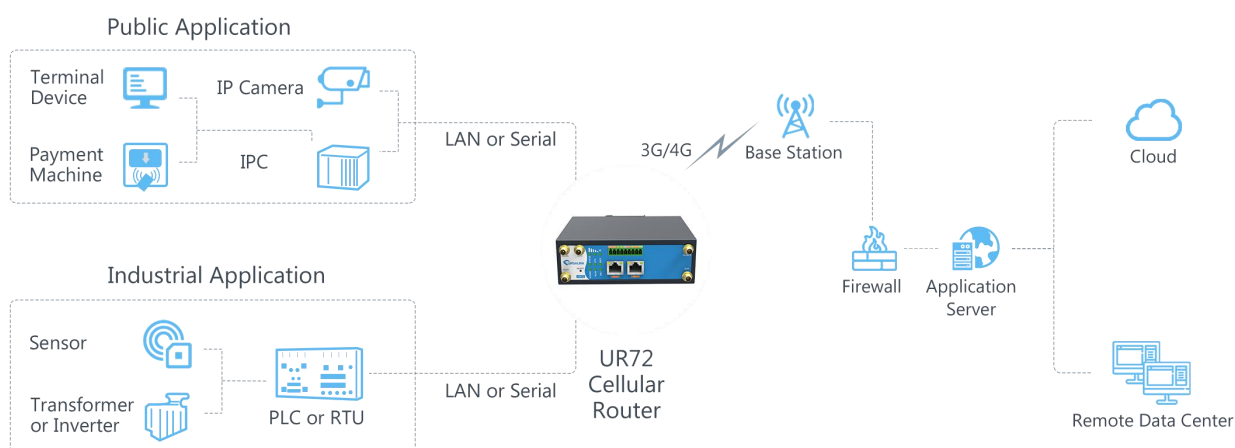 Public Application
Terminal
Device
IP Camera
Payment
Machine
IPC
LAN or Serial
3G/4G
Base Station
Cloud
Firewall
Application
Server
Industrial Application
Sensor
Transformer
or Inverter
PLC or RTU
LAN or Serial
UR72
Cellular
Router
Remote Data Center